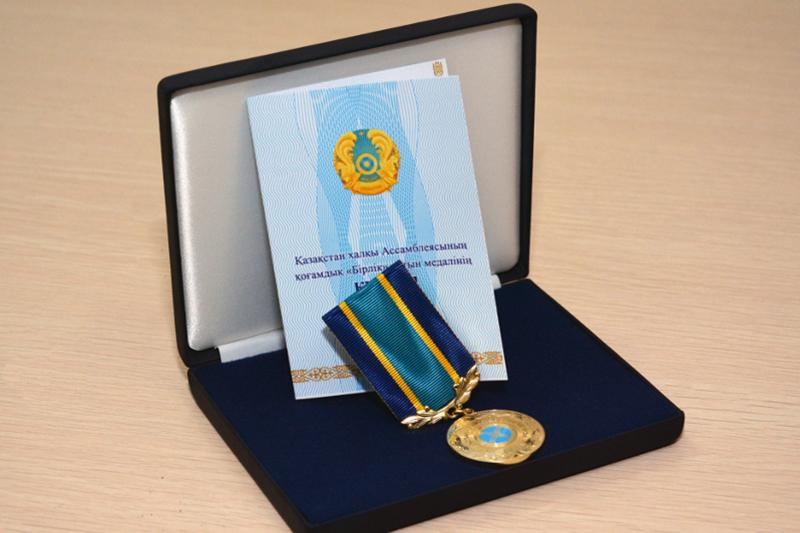 Қазақстан халқы Ассамблеясының
қоғамдық «Бірлік» медалінің